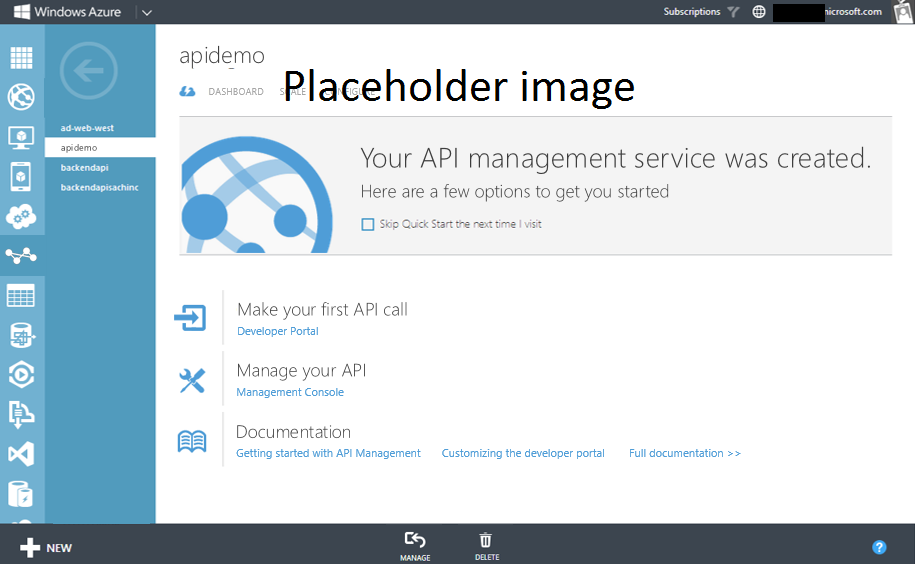 Windows Azure
Subscriptions
microsoft.com
apidemo
DASHBOARD SCALE CONFIGURE
Placeholder image
ad-web-west
apidemo
backendapi
backendapisachinc
Your API management service was created.
Here are a few options to get you started
Skip Quick Start the next time I visit
Make your first API call
Developer Portal
Manage your API
Management Console
Documentation
Getting started with API Management Customizing the developer portal Full documentation >>
NEW
MANAGE
DELETE
?